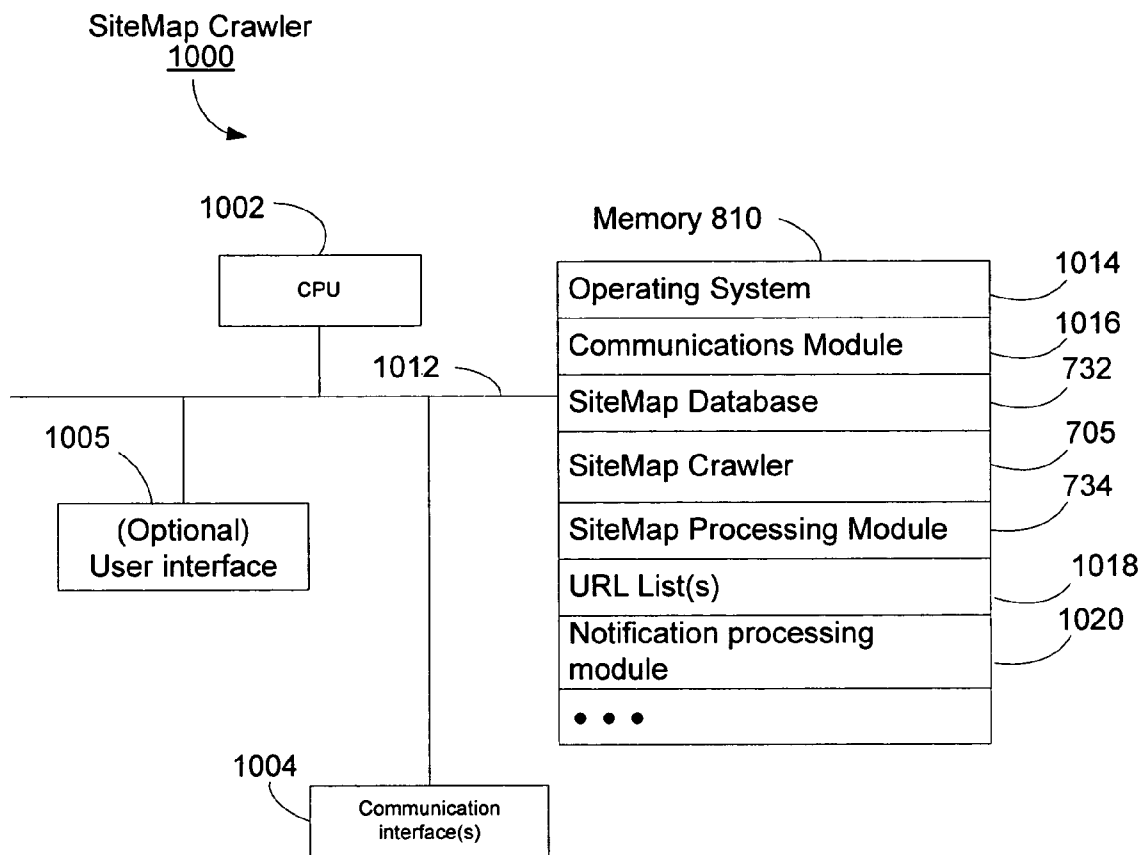 SiteMap Crawler
1000
1002
CPU
Memory 810
Operating System
1014
Communications Module
1016
1012
SiteMap Database
732
SiteMap Crawler
705
1005
(Optional)
User interface
SiteMap Processing Module
734
URL List(s)
1018
Notification processing
module
1020
• • •
1004
Communication
interface(s)